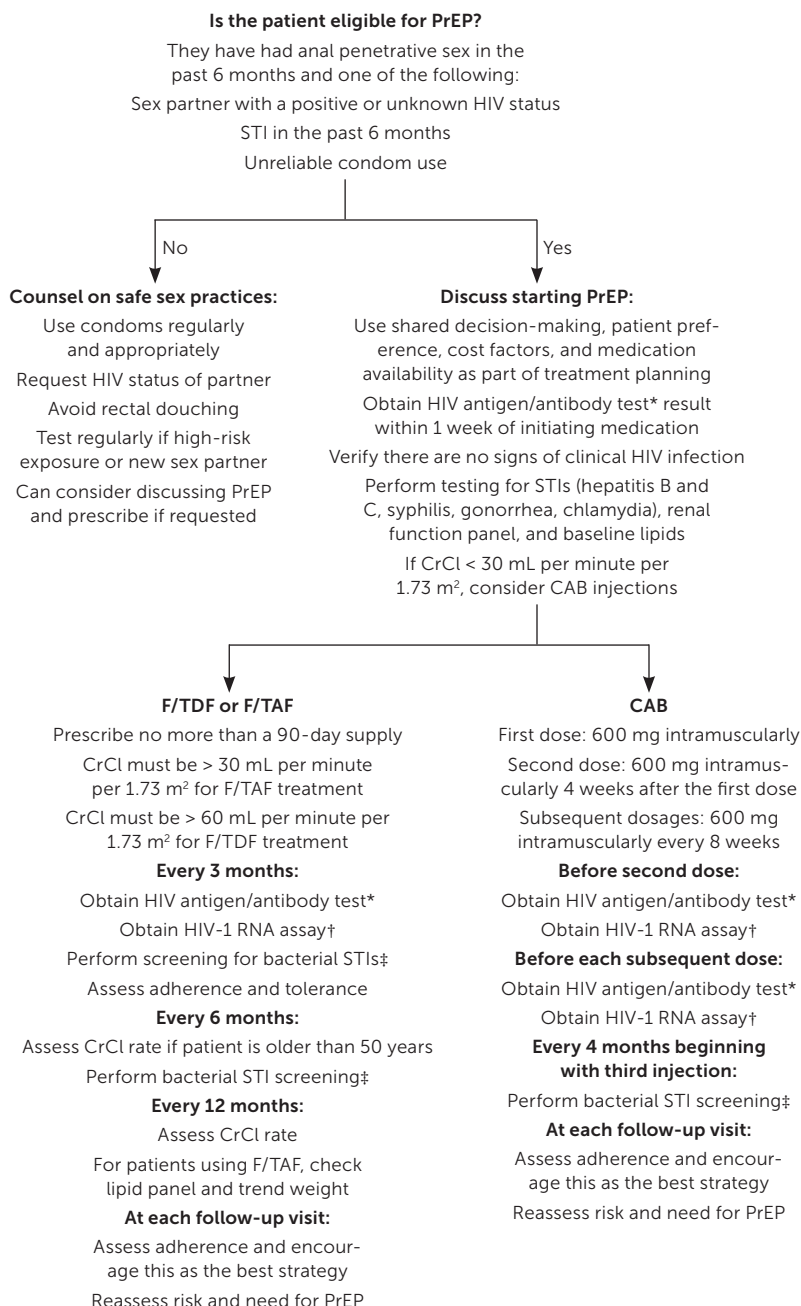 Is the patient eligible for PrEP?
They have had anal penetrative sex in the
past 6 months and one of the following:
Sex partner with a positive or unknown HIV status
STI in the past 6 months
Unreliable condom use
No
Yes
Counsel on safe sex practices:
Use condoms regularly
and appropriately
Request HIV status of partner
Avoid rectal douching
Test regularly if high-risk
exposure or new sex partner
Can consider discussing PrEP
and prescribe if requested
Discuss starting PrEP:
Use shared decision-making, patient pref-
erence, cost factors, and medication
availability as part of treatment planning
Obtain HIV antigen/antibody test* result
within 1 week of initiating medication
Verify there are no signs of clinical HIV infection
Perform testing for STIs (hepatitis B and
C, syphilis, gonorrhea, chlamydia), renal
function panel, and baseline lipids
If CrCl < 30 mL per minute per
1.73 m², consider CAB injections
F/TDF or F/TAF
Prescribe no more than a 90-day supply
CrCl must be > 30 mL per minute
per 1.73 m² for F/TAF treatment
CrCl must be > 60 mL per minute per
1.73 m² for F/TDF treatment
Every 3 months:
Obtain HIV antigen/antibody test*
Obtain HIV-1 RNA assay†
Perform screening for bacterial STIs‡
Assess adherence and tolerance
Every 6 months:
Assess CrCl rate if patient is older than 50 years
Perform bacterial STI screening‡
Every 12 months:
Assess CrCl rate
For patients using F/TAF, check
lipid panel and trend weight
At each follow-up visit:
Assess adherence and encour-
age this as the best strategy
Reassess risk and need for PrEP
CAB
First dose: 600 mg intramuscularly
Second dose: 600 mg intramus-
cularly 4 weeks after the first dose
Subsequent dosages: 600 mg
intramuscularly every 8 weeks
Before second dose:
Obtain HIV antigen/antibody test*
Obtain HIV-1 RNA assay†
Before each subsequent dose:
Obtain HIV antigen/antibody test*
Obtain HIV-1 RNA assay†
Every 4 months beginning
with third injection:
Perform bacterial STI screening‡
At each follow-up visit:
Assess adherence and encour-
age this as the best strategy
Reassess risk and need for PrEP